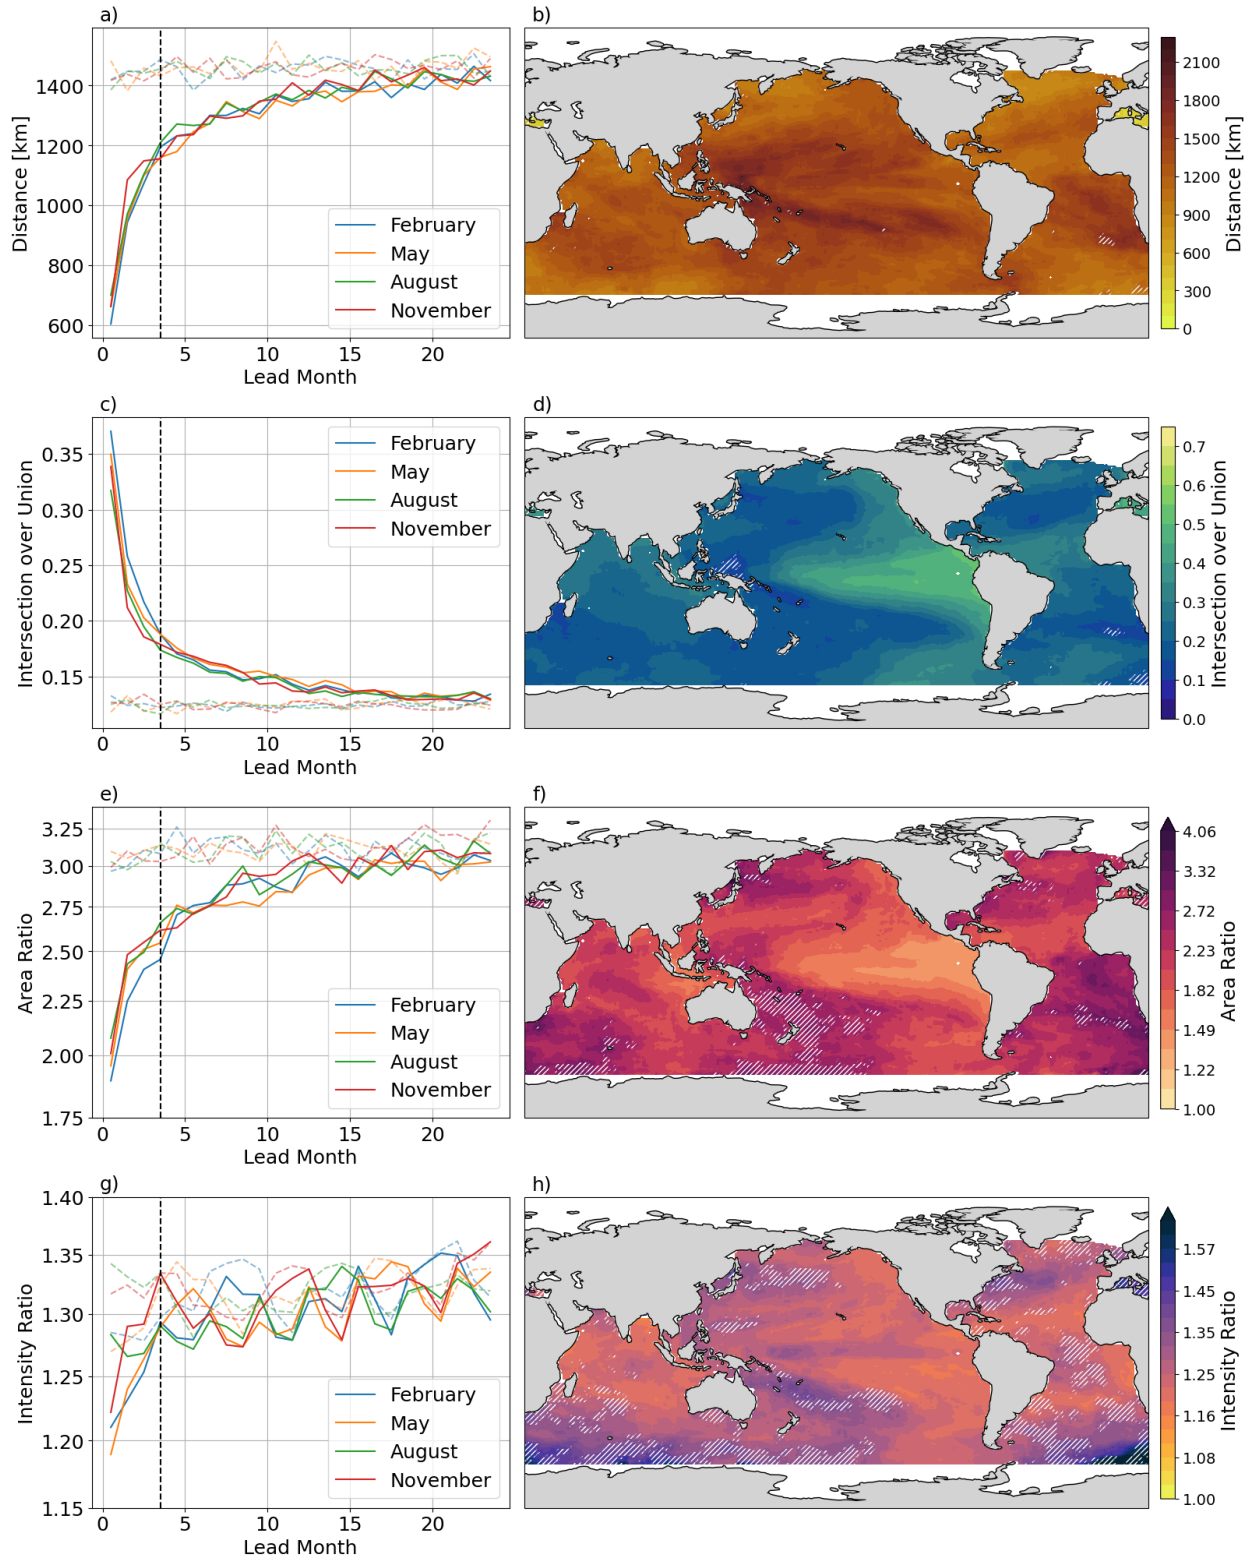 a)
1400
1200
1000
800
600
Distance [km]
February
May
August
November
0
5
10
15
20
Lead Month
b)
2100
1800
1500
1200
900
600
300
0
Distance [km]
c)
0.35
0.30
0.25
0.20
0.15
Intersection over Union
February
May
August
November
0
5
10
15
20
Lead Month
d)
0.7
0.6
0.5
0.4
0.3
0.2
0.1
0.0
Intersection over Union
e)
3.25
3.00
2.75
2.50
2.25
2.00
1.75
Area Ratio
February
May
August
November
0
5
10
15
20
Lead Month
f)
4.06
3.32
2.72
2.23
1.82
1.49
1.22
1.00
Area Ratio
g)
1.40
1.35
1.30
1.25
1.20
1.15
Intensity Ratio
February
May
August
November
0
5
10
15
20
Lead Month
h)
1.57
1.45
1.35
1.25
1.16
1.08
1.00
Intensity Ratio